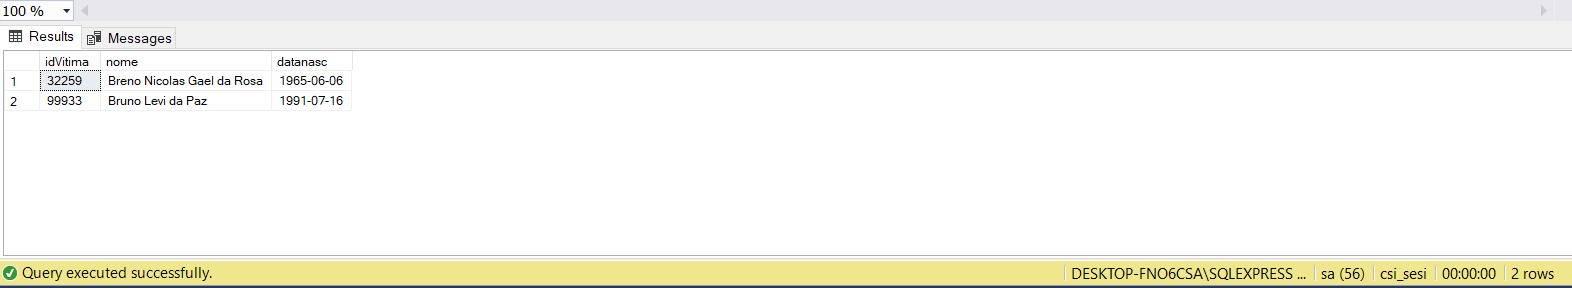 100 %
Results Messages
idVitima nome datanasc
1 32259 Breno Nicolas Gael da Rosa 1965-06-06
2 99933 Bruno Levi da Paz 1991-07-16
Query executed successfully. DESKTOP-FNO6CSA\SQLEXPRESS ... sa (56) csi_sesi 00:00:00 2 rows